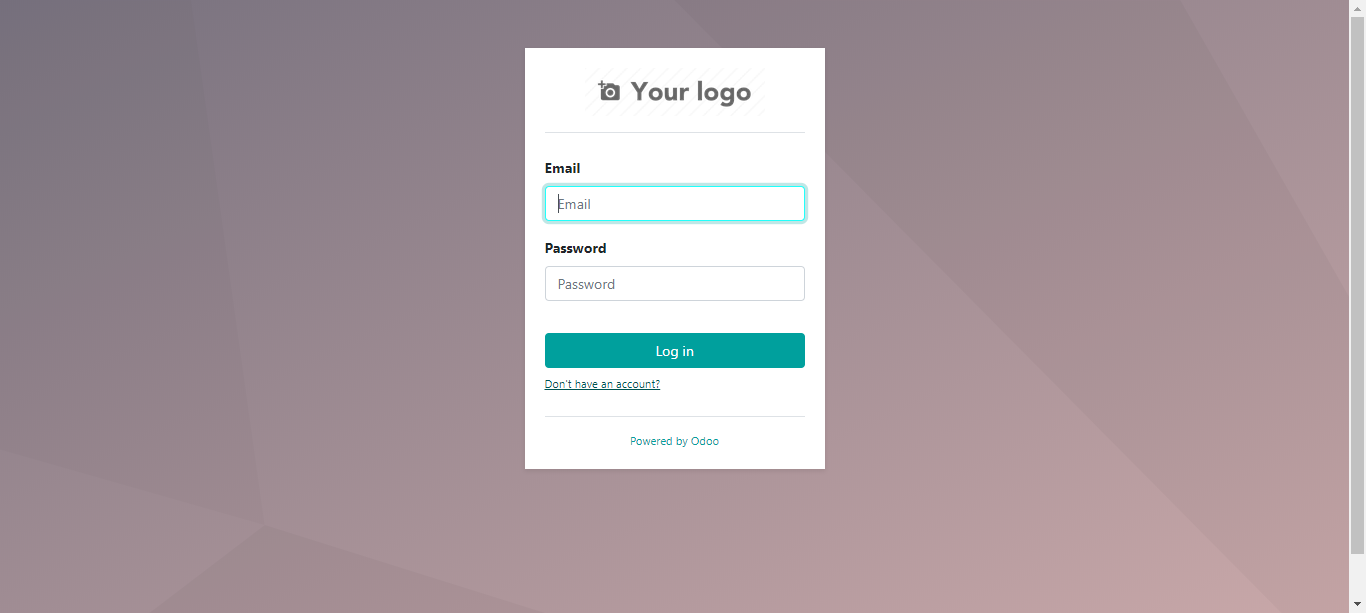 Your logo
Email
Email
Password
Password
Log in
Don't have an account?
Powered by Odoo